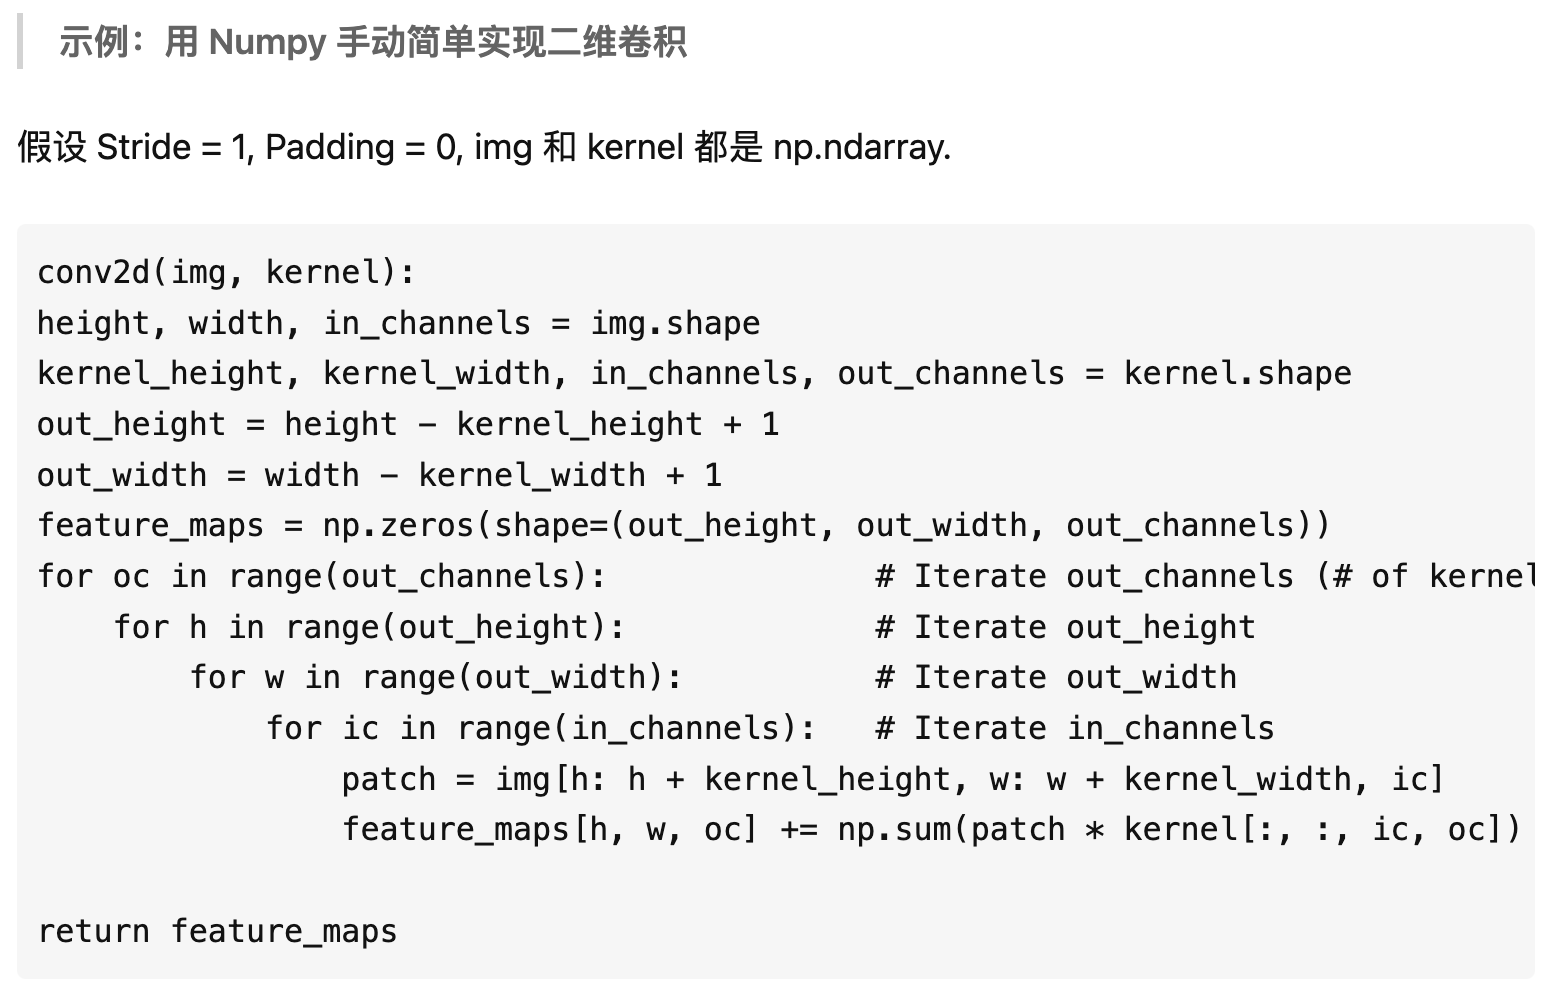 示例：用 Numpy 手动简单实现二维卷积
假设 Stride = 1, Padding = 0, img 和 kernel 都是 np.ndarray.
conv2d(img, kernel):
height, width, in_channels = img.shape
kernel_height, kernel_width, in_channels, out_channels = kernel.shape
out_height = height - kernel_height + 1
out_width = width - kernel_width + 1
feature_maps = np.zeros(shape=(out_height, out_width, out_channels))
for oc in range(out_channels):              # Iterate out_channels (# of kernel
    for h in range(out_height):             # Iterate out_height
        for w in range(out_width):          # Iterate out_width
            for ic in range(in_channels):   # Iterate in_channels
                patch = img[h: h + kernel_height, w: w + kernel_width, ic]
                feature_maps[h, w, oc] += np.sum(patch * kernel[:, :, ic, oc])
return feature_maps